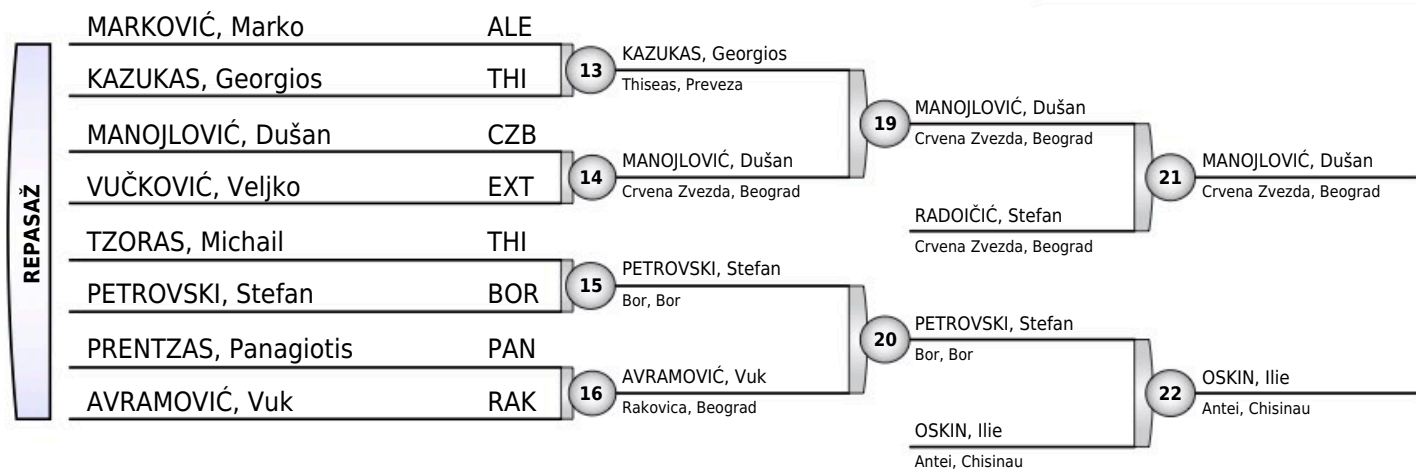 REPASAŽ
MARKOVIĆ, Marko ALE
KAZUKAS, Georgios THI
MANOJLOVIĆ, Dušan CZB
VUČKOVIĆ, Veljko EXT
TZORAS, Michail THI
PETROVSKI, Stefan BOR
PRENTZAS, Panagiotis PAN
AVRAMOVIĆ, Vuk RAK
13
KAZUKAS, Georgios
Thiseas, Preveza
14
MANOJLOVIĆ, Dušan
Crvena Zvezda, Beograd
15
PETROVSKI, Stefan
Bor, Bor
16
AVRAMOVIĆ, Vuk
Rakovica, Beograd
19
MANOJLOVIĆ, Dušan
Crvena Zvezda, Beograd
RADOIČIĆ, Stefan
Crvena Zvezda, Beograd
20
PETROVSKI, Stefan
Bor, Bor
OSKIN, Ilie
Antei, Chisinau
21
MANOJLOVIĆ, Dušan
Crvena Zvezda, Beograd
22
OSKIN, Ilie
Antei, Chisinau